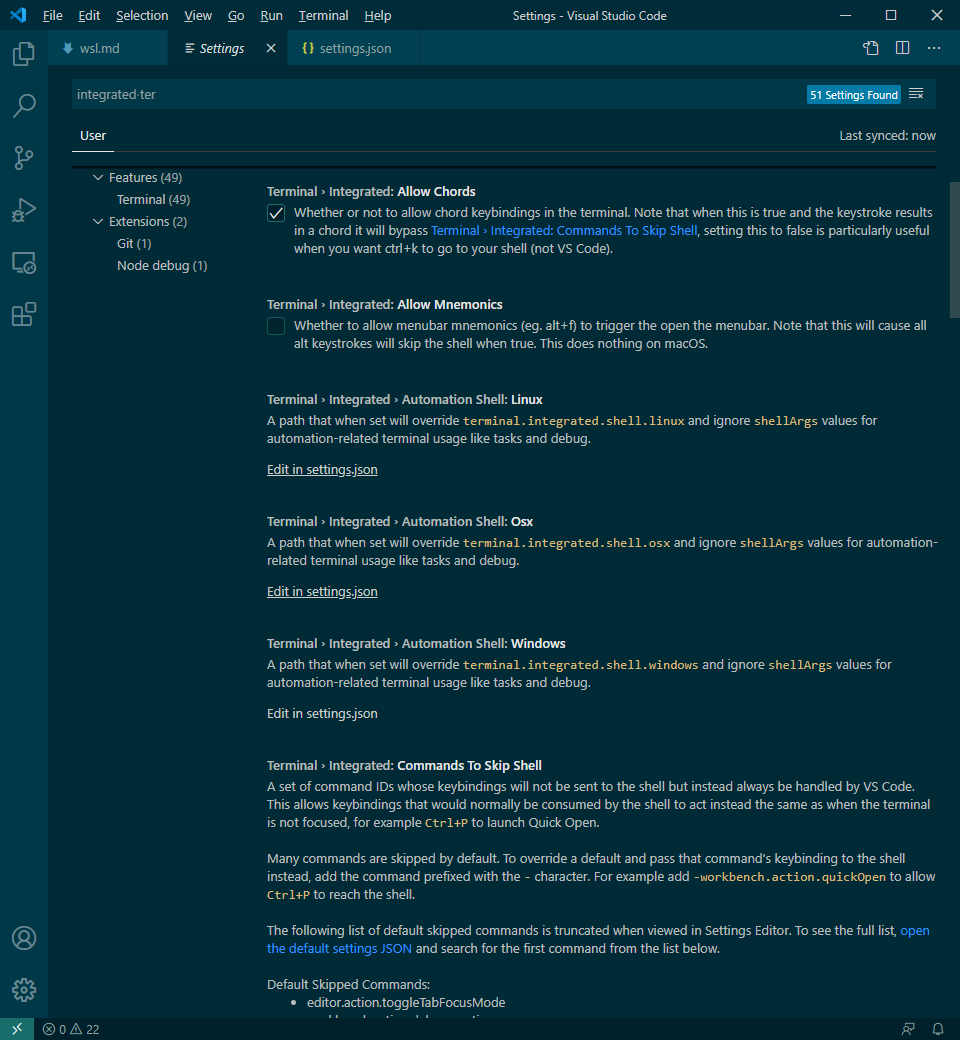 File Edit Selection View Go Run Terminal Help Settings - Visual Studio Code
wsl.md Settings {} settings.json
integrated-ter 51 Settings Found
User Last synced: now
Features (49)
Terminal (49)
Extensions (2)
Git (1)
Node debug (1)
Terminal › Integrated: Allow Chords
Whether or not to allow chord keybindings in the terminal. Note that when this is true and the keystroke results
in a chord it will bypass Terminal › Integrated: Commands To Skip Shell, setting this to false is particularly useful
when you want ctrl+k to go to your shell (not VS Code).
Terminal › Integrated: Allow Mnemonics
Whether to allow menubar mnemonics (eg. alt+f) to trigger the open the menubar. Note that this will cause all
alt keystrokes will skip the shell when true. This does nothing on macOS.
Terminal › Integrated › Automation Shell: Linux
A path that when set will override terminal.integrated.shell.linux and ignore shellArgs values for
automation-related terminal usage like tasks and debug.
Edit in settings.json
Terminal › Integrated › Automation Shell: Osx
A path that when set will override terminal.integrated.shell.osx and ignore shellArgs values for automation-
related terminal usage like tasks and debug.
Edit in settings.json
Terminal › Integrated › Automation Shell: Windows
A path that when set will override terminal.integrated.shell.windows and ignore shellArgs values for
automation-related terminal usage like tasks and debug.
Edit in settings.json
Terminal › Integrated: Commands To Skip Shell
A set of command IDs whose keybindings will not be sent to the shell but instead always be handled by VS Code.
This allows keybindings that would normally be consumed by the shell to act instead the same as when the terminal
is not focused, for example Ctrl+P to launch Quick Open.
Many commands are skipped by default. To override a default and pass that command's keybinding to the shell
instead, add the command prefixed with the - character. For example add -workbench.action.quickOpen to allow
Ctrl+P to reach the shell.
The following list of default skipped commands is truncated when viewed in Settings Editor. To see the full list, open
the default settings JSON and search for the first command from the list below.
Default Skipped Commands:
• editor.action.toggleTabFocusMode
0 22